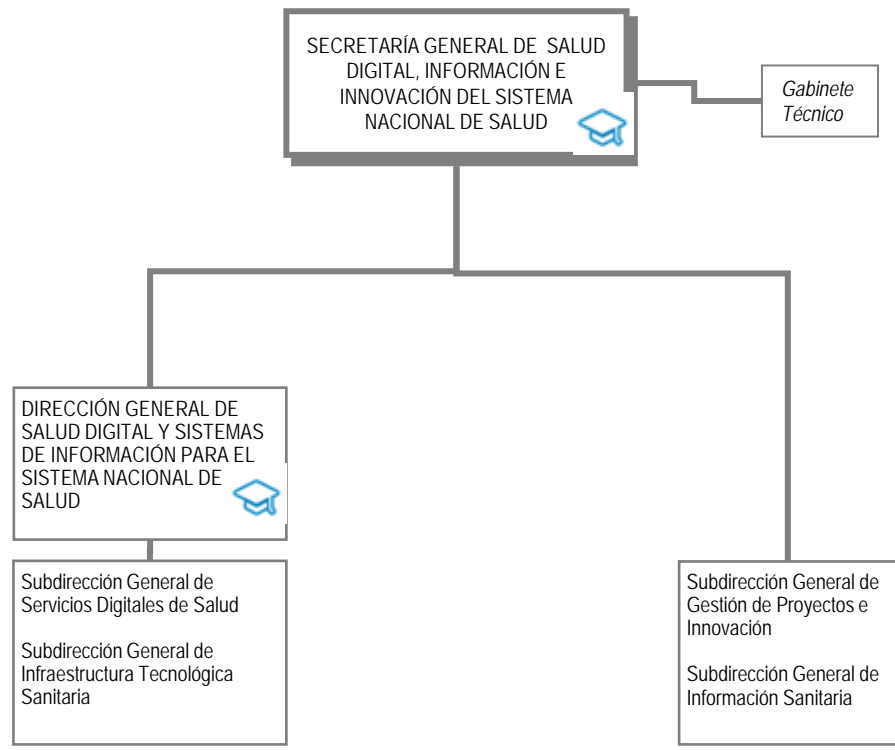 SECRETARÍA GENERAL DE SALUD
DIGITAL, INFORMACIÓN E
INNOVACIÓN DEL SISTEMA
NACIONAL DE SALUD
Gabinete
Técnico
DIRECCIÓN GENERAL DE
SALUD DIGITAL Y SISTEMAS
DE INFORMACIÓN PARA EL
SISTEMA NACIONAL DE
SALUD
Subdirección General de
Servicios Digitales de Salud
Subdirección General de
Infraestructura Tecnológica
Sanitaria
Subdirección General de
Gestión de Proyectos e
Innovación
Subdirección General de
Información Sanitaria